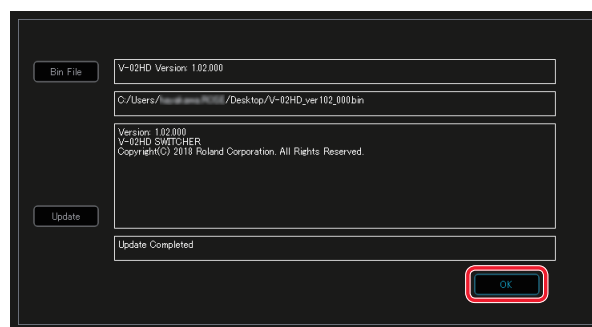 Bin File
V-02HD Version: 1.02.000
C:/Users/ /Desktop/V-02HD_ver102_000.bin
Version: 1.02.000
V-02HD SWITCHER
Copyright(C) 2018 Roland Corporation. All Rights Reserved.
Update
Update Completed
OK